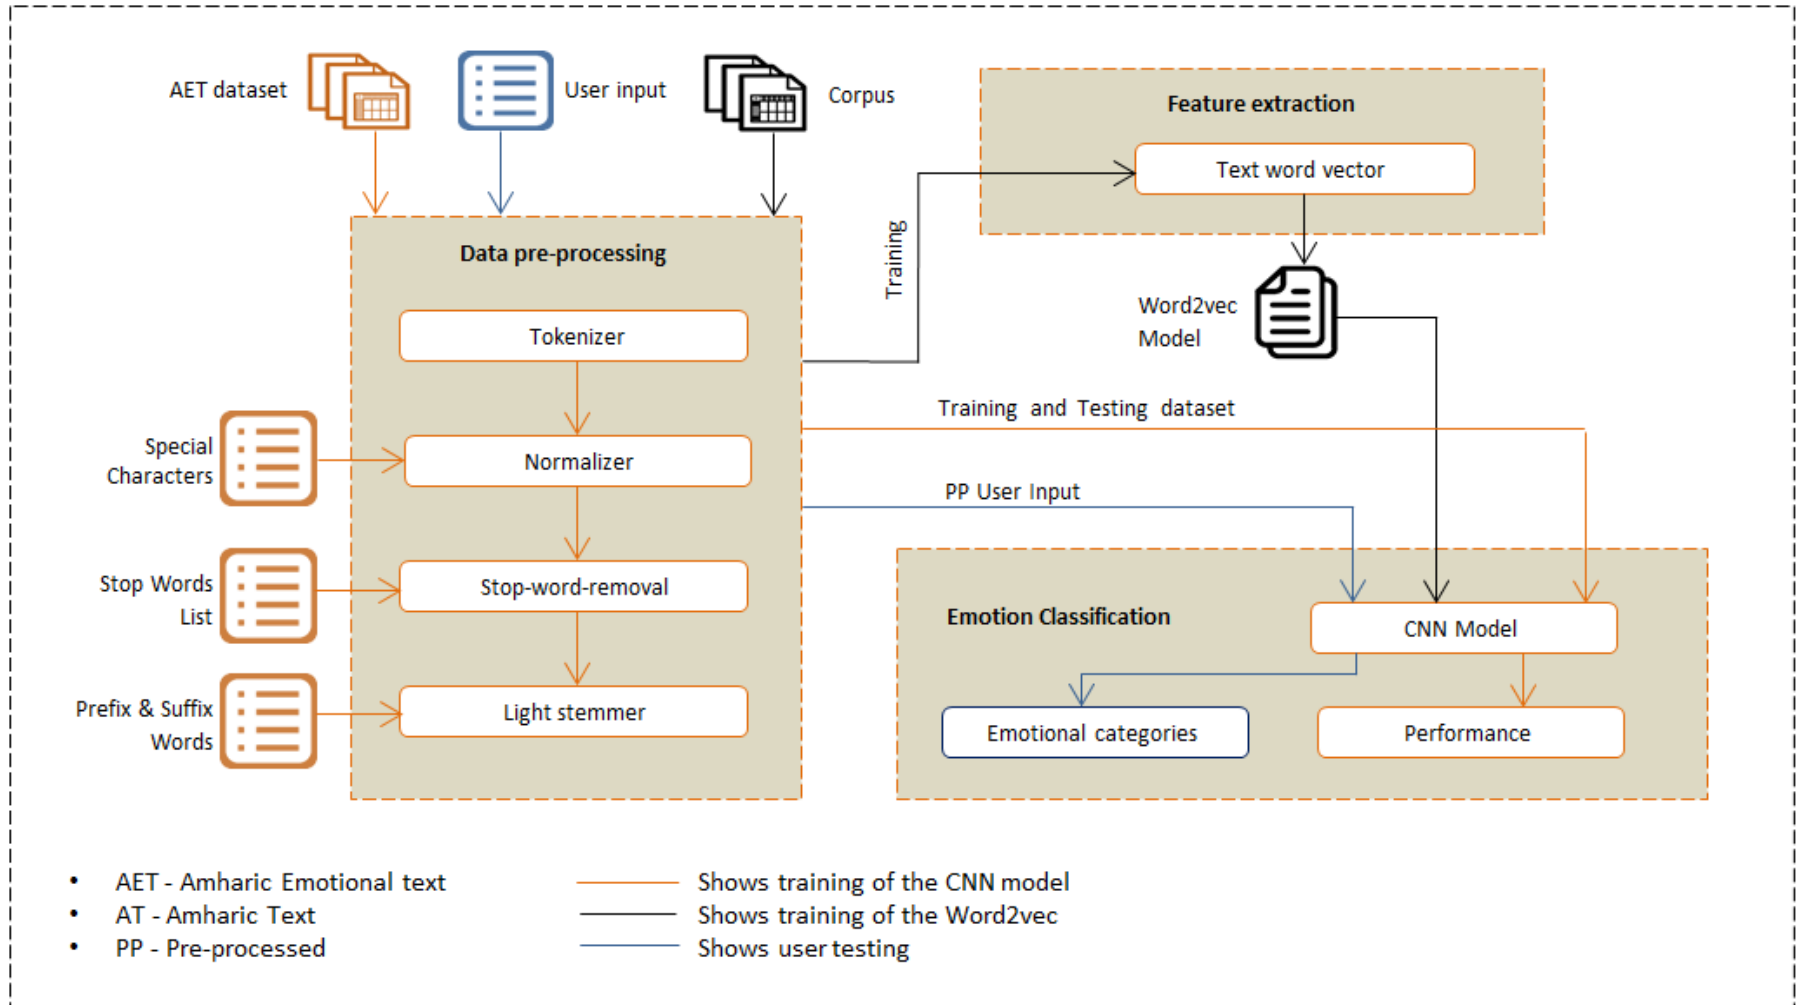 AET dataset
User input
Corpus
Feature extraction
Text word vector
Training
Data pre-processing
Tokenizer
Word2vec
Model
Training and Testing dataset
Special
Characters
Normalizer
PP User Input
Stop Words
List
Stop-word-removal
Emotion Classification
CNN Model
Prefix & Suffix
Words
Light stemmer
Emotional categories
Performance
• AET - Amharic Emotional text
• AT - Amharic Text
• PP - Pre-processed
Shows training of the CNN model
Shows training of the Word2vec
Shows user testing